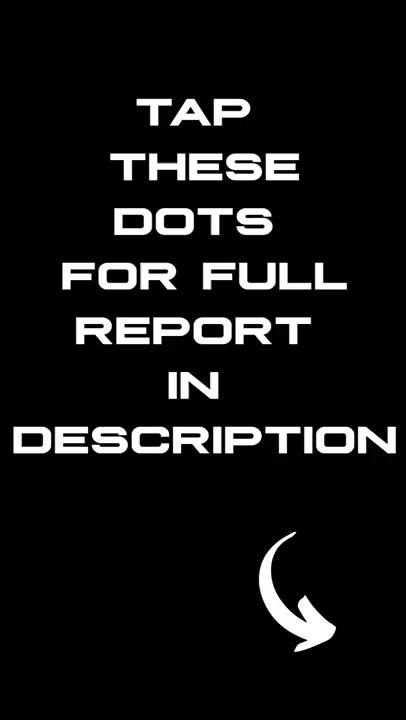 TAP
THESE
DOTS
FOR FULL
REPORT
IN
DESCRIPTION